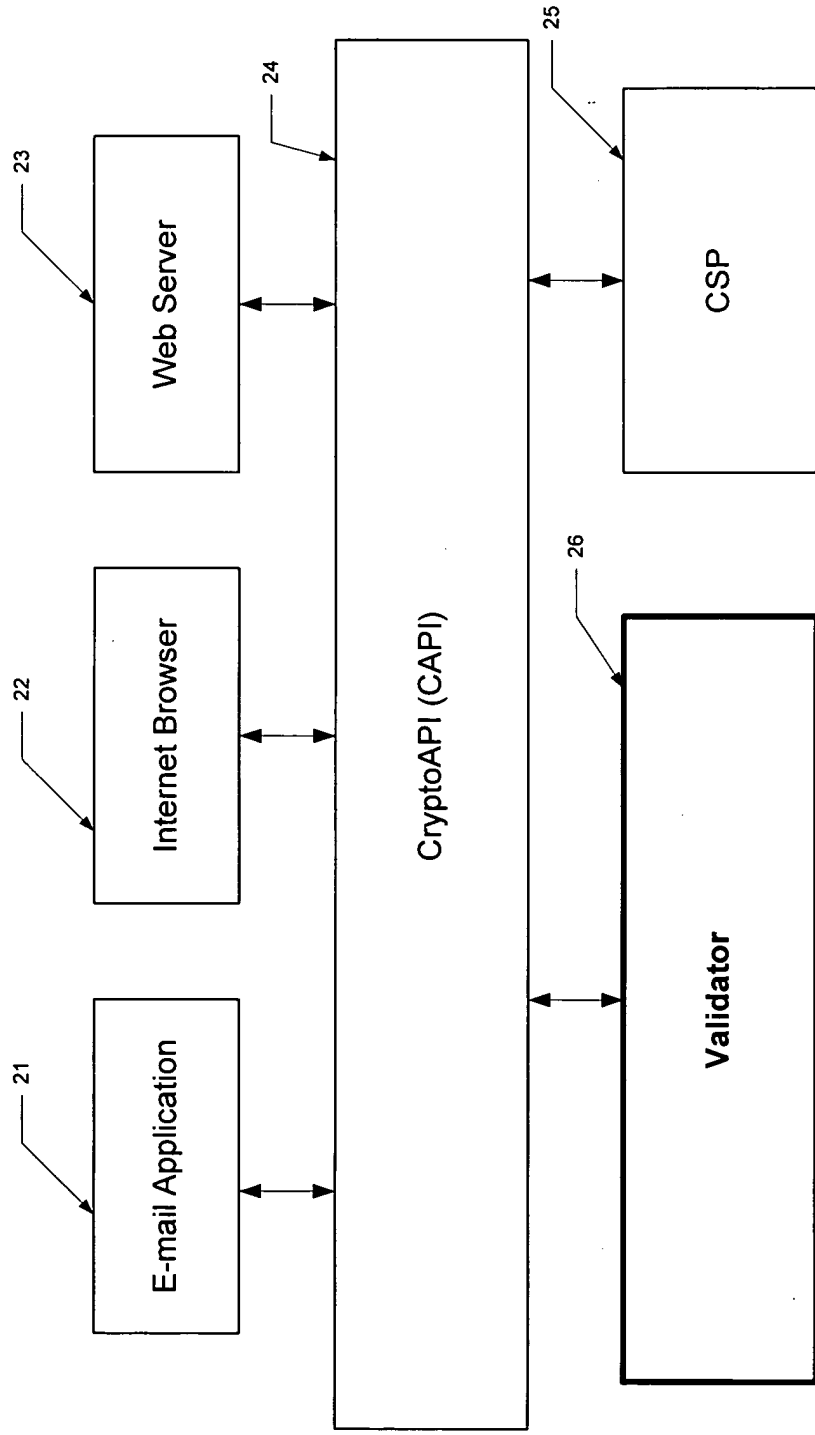 21
22
23
E-mail Application
Internet Browser
Web Server
24
CryptoAPI (CAPI)
26
25
Validator
CSP